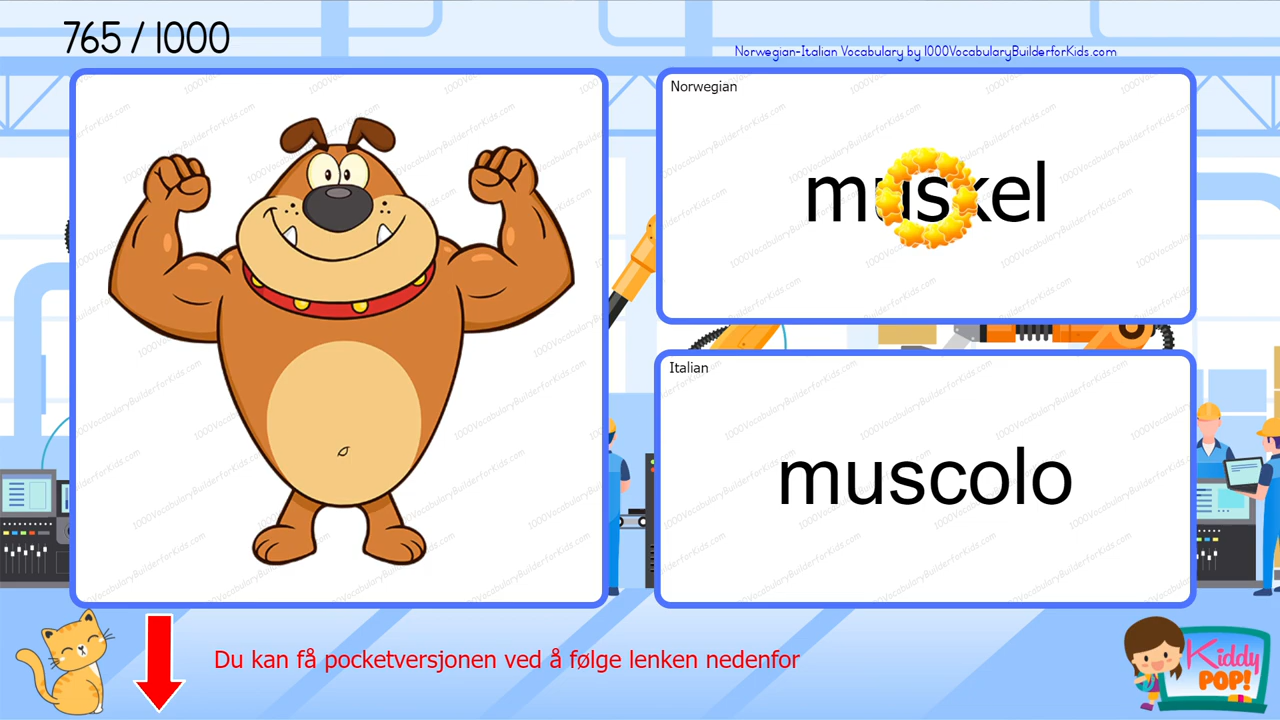 765 / 1000
Norwegian-Italian Vocabulary by 1000VocabularyBuilderforKids.com
Norwegian
muskel
Italian
muscolo
Du kan få pocketversjonen ved å følge lenken nedenfor
Kiddy
POP!